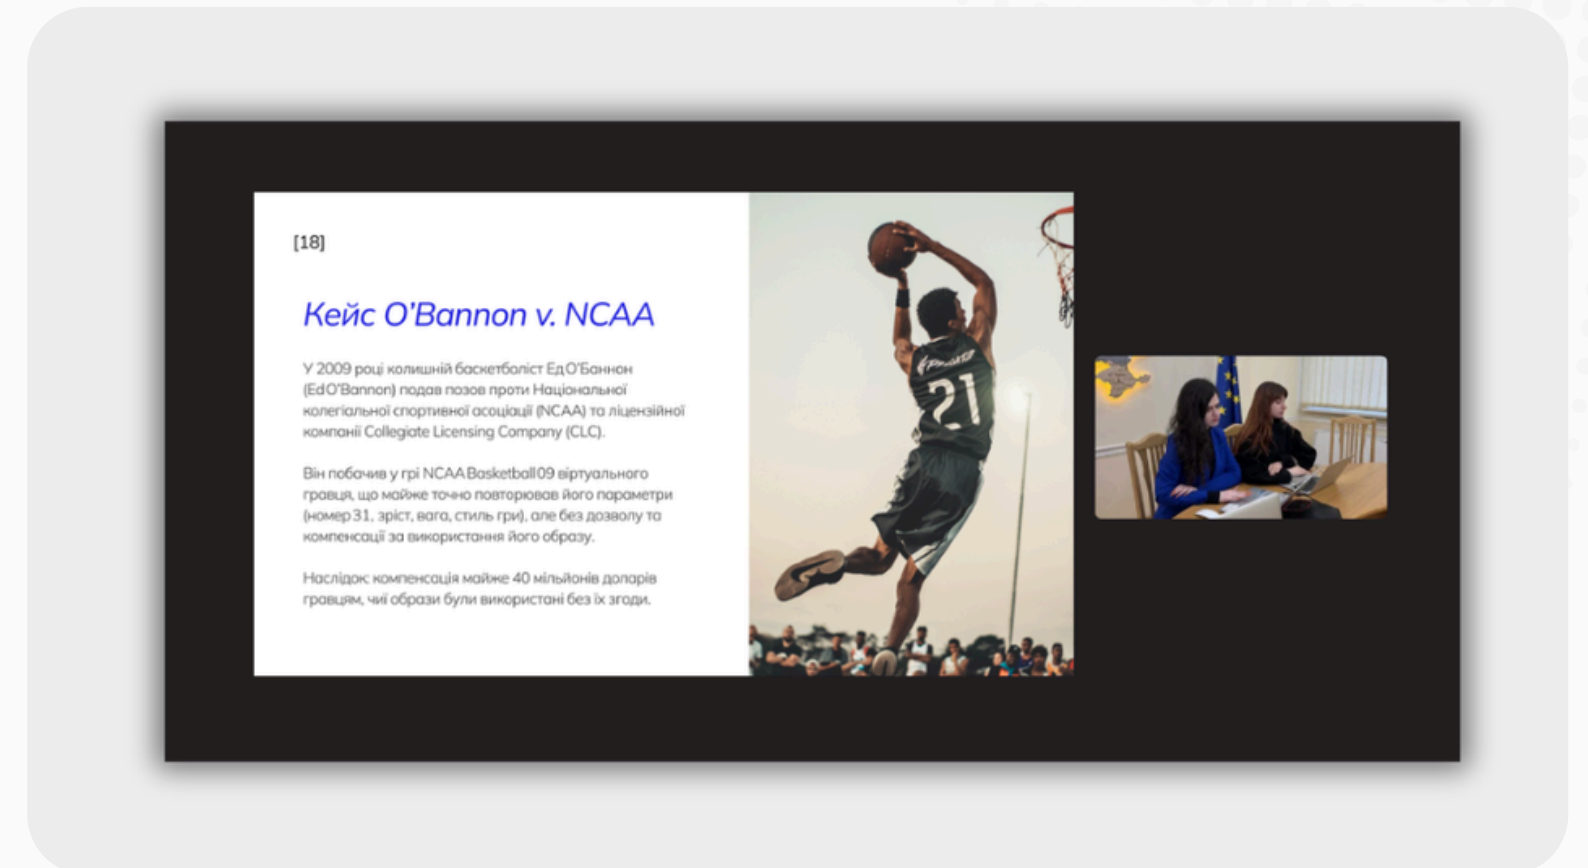 [18]
Кейс O'Bannon v. NCAA
У 2009 році колишній баскетболіст Ед О'Баннон
(Ed O'Bannon) подав позов проти Національної
колегіальної спортивної асоціації (NCAA) та ліцензійної
компанії Collegiate Licensing Company (CLC).
Він побачив у грі NCAA Basketball 09 віртуального
гравця, що майже точно повторював його параметри
(номер 31, зріст, вага, стиль гри), але без дозволу та
компенсації за використання його образу.
Наслідок: компенсація майже 40 мільйонів доларів
гравцям, чиї образи були використані без їх згоди.
21